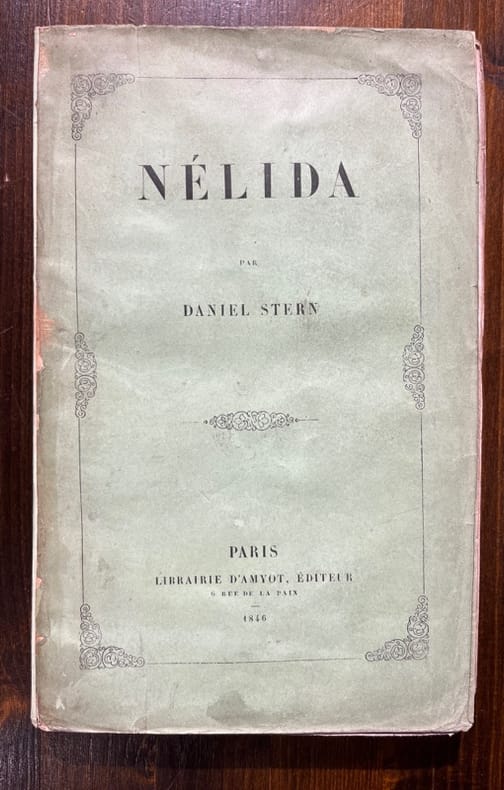 NÉLIDA
PAR
DANIEL STERN
PARIS
LIBRAIRIE D'AMYOT, ÉDITEUR
6 RUE DE LA PAIX
1846